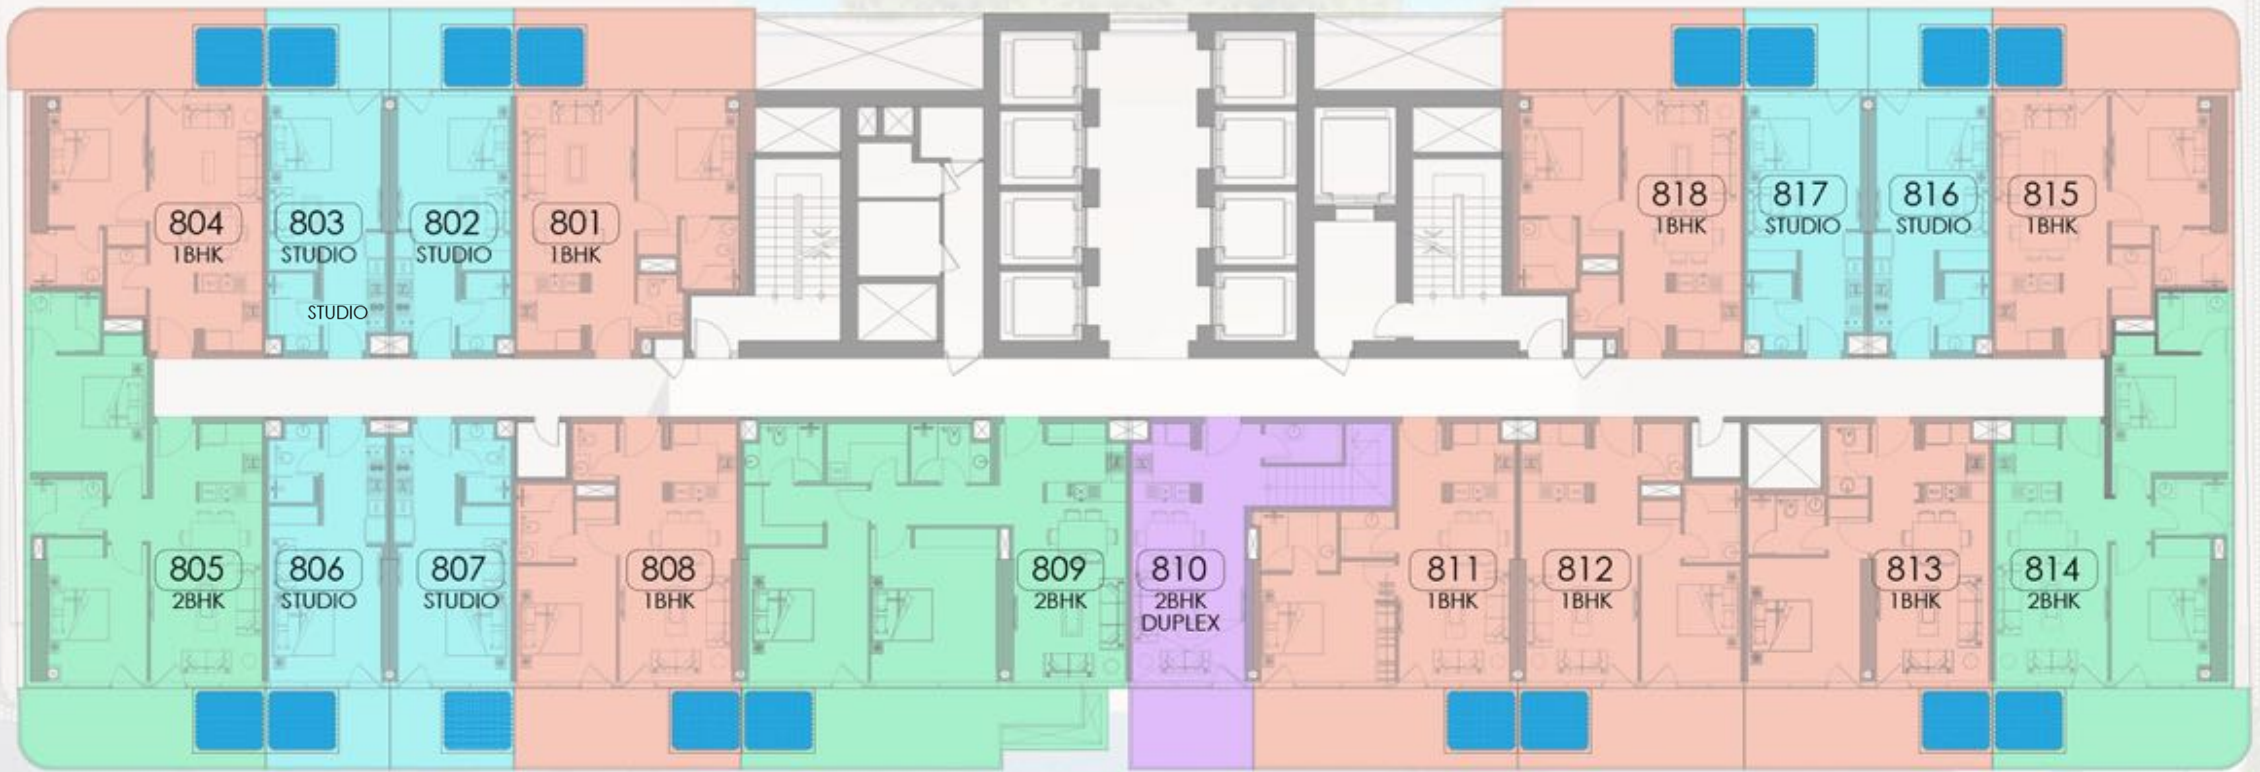 804
1BHK
803
STUDIO
802
STUDIO
801
1BHK
STUDIO
818
1BHK
817
STUDIO
816
STUDIO
815
1BHK
805
2BHK
806
STUDIO
807
STUDIO
808
1BHK
809
2BHK
810
2BHK
DUPLEX
811
1BHK
812
1BHK
813
1BHK
814
2BHK